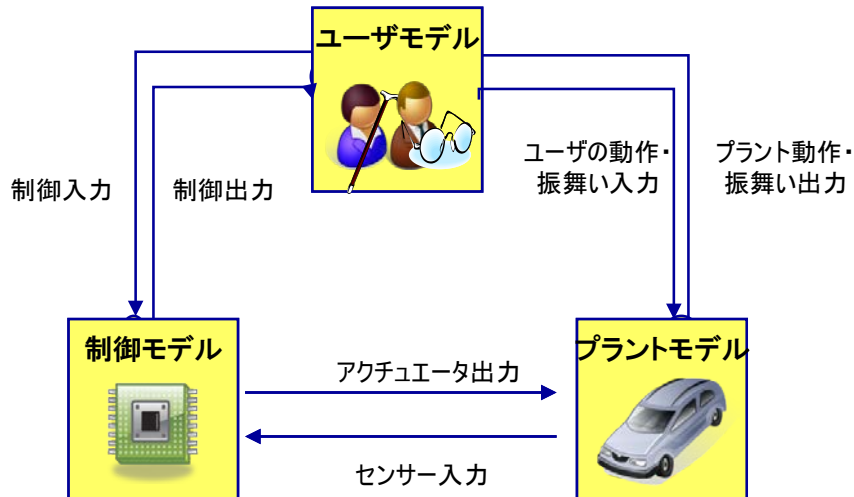 ユーザモデル
制御入力
制御出力
ユーザの動作・
振舞い入力
プラント動作・
振舞い出力
制御モデル
アクチュエータ出力
センサー入力
プラントモデル